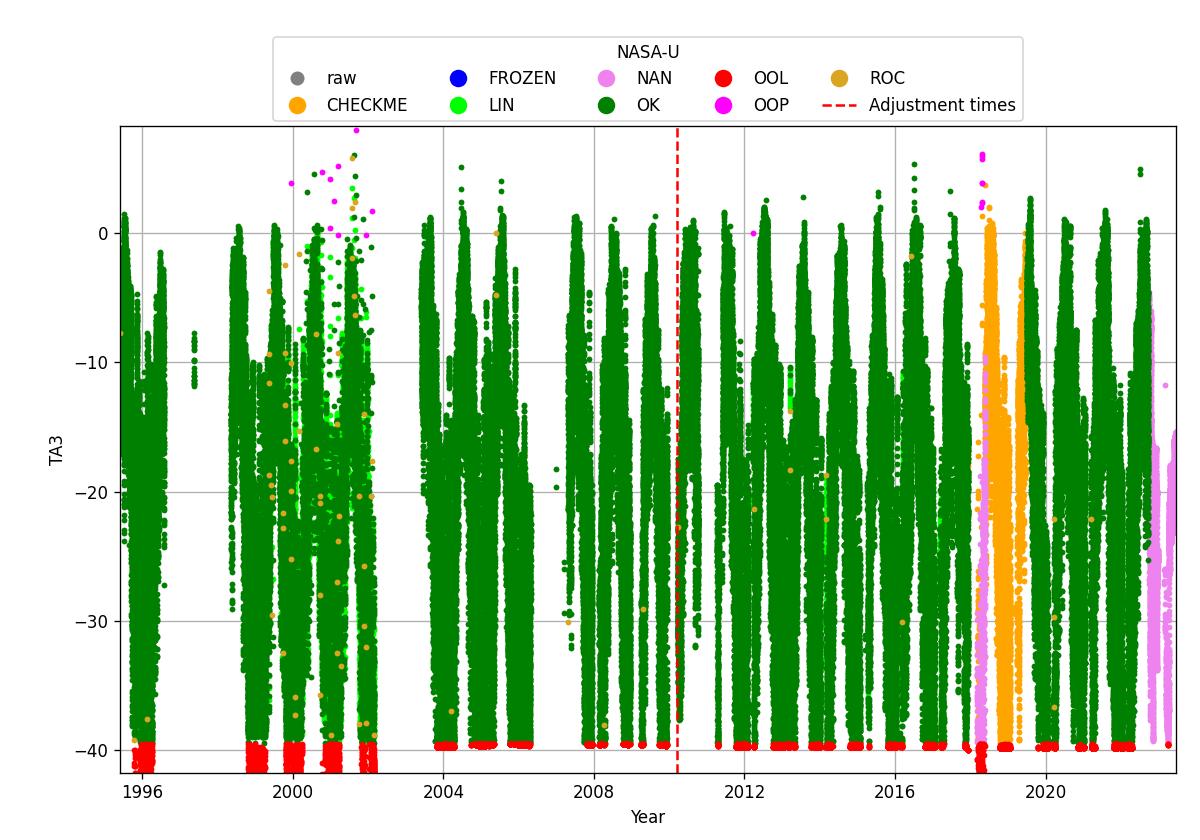 NASA-U
raw FROZEN NAN OOL ROC
CHECKME LIN OK OOP Adjustment times
TA3
0
−10
−20
−30
−40
1996 2000 2004 2008 2012 2016 2020
Year